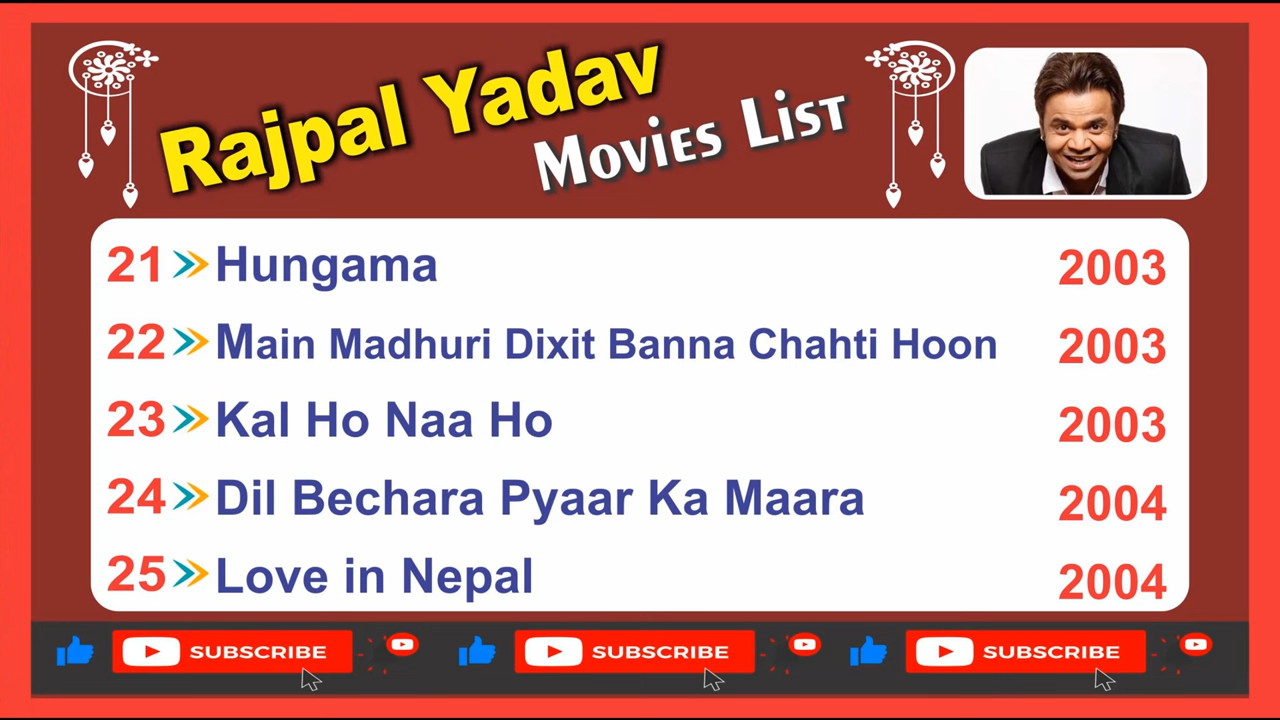 Rajpal Yadav
Movies List
21 Hungama 2003
22 Main Madhuri Dixit Banna Chahti Hoon 2003
23 Kal Ho Naa Ho 2003
24 Dil Bechara Pyaar Ka Maara 2004
25 Love in Nepal 2004
SUBSCRIBE SUBSCRIBE SUBSCRIBE